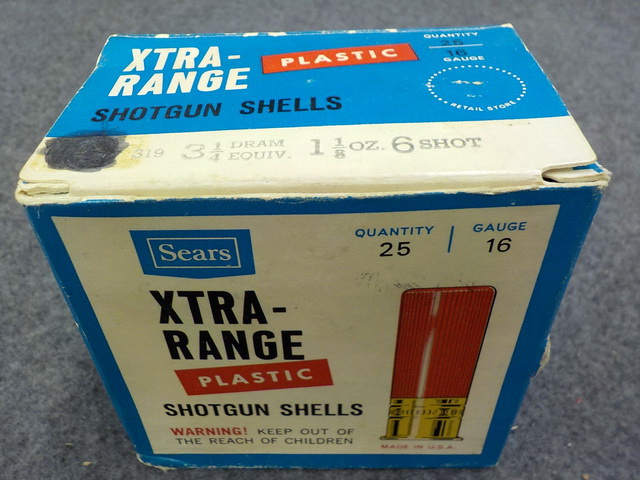 XTRA-
RANGE
PLASTIC
SHOTGUN SHELLS
QUANTITY
25
16
GAUGE
RETAIL STORE
319 3 1/4 DRAM EQUIV. 1 1/8 OZ. 6 SHOT
Sears
QUANTITY
25
GAUGE
16
XTRA-
RANGE
PLASTIC
SHOTGUN SHELLS
WARNING! KEEP OUT OF
THE REACH OF CHILDREN
MADE IN U.S.A.